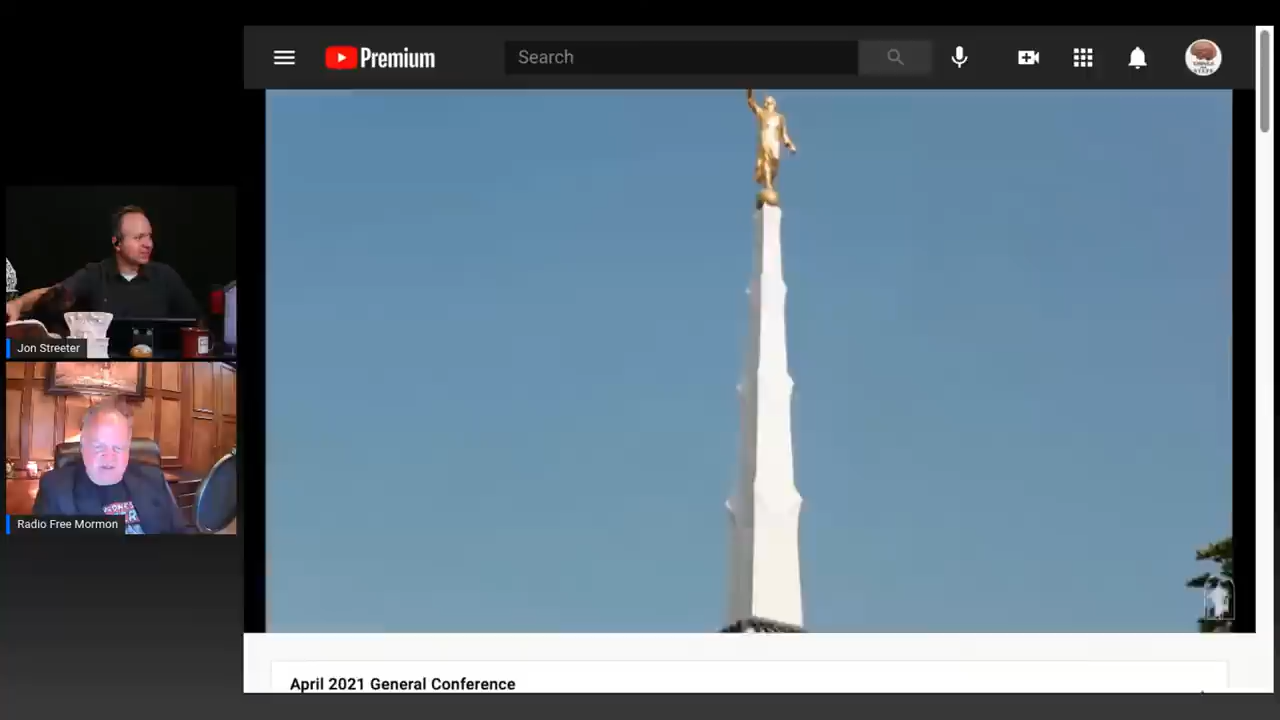 Premium
Search
Jon Streeter
Radio Free Mormon
April 2021 General Conference